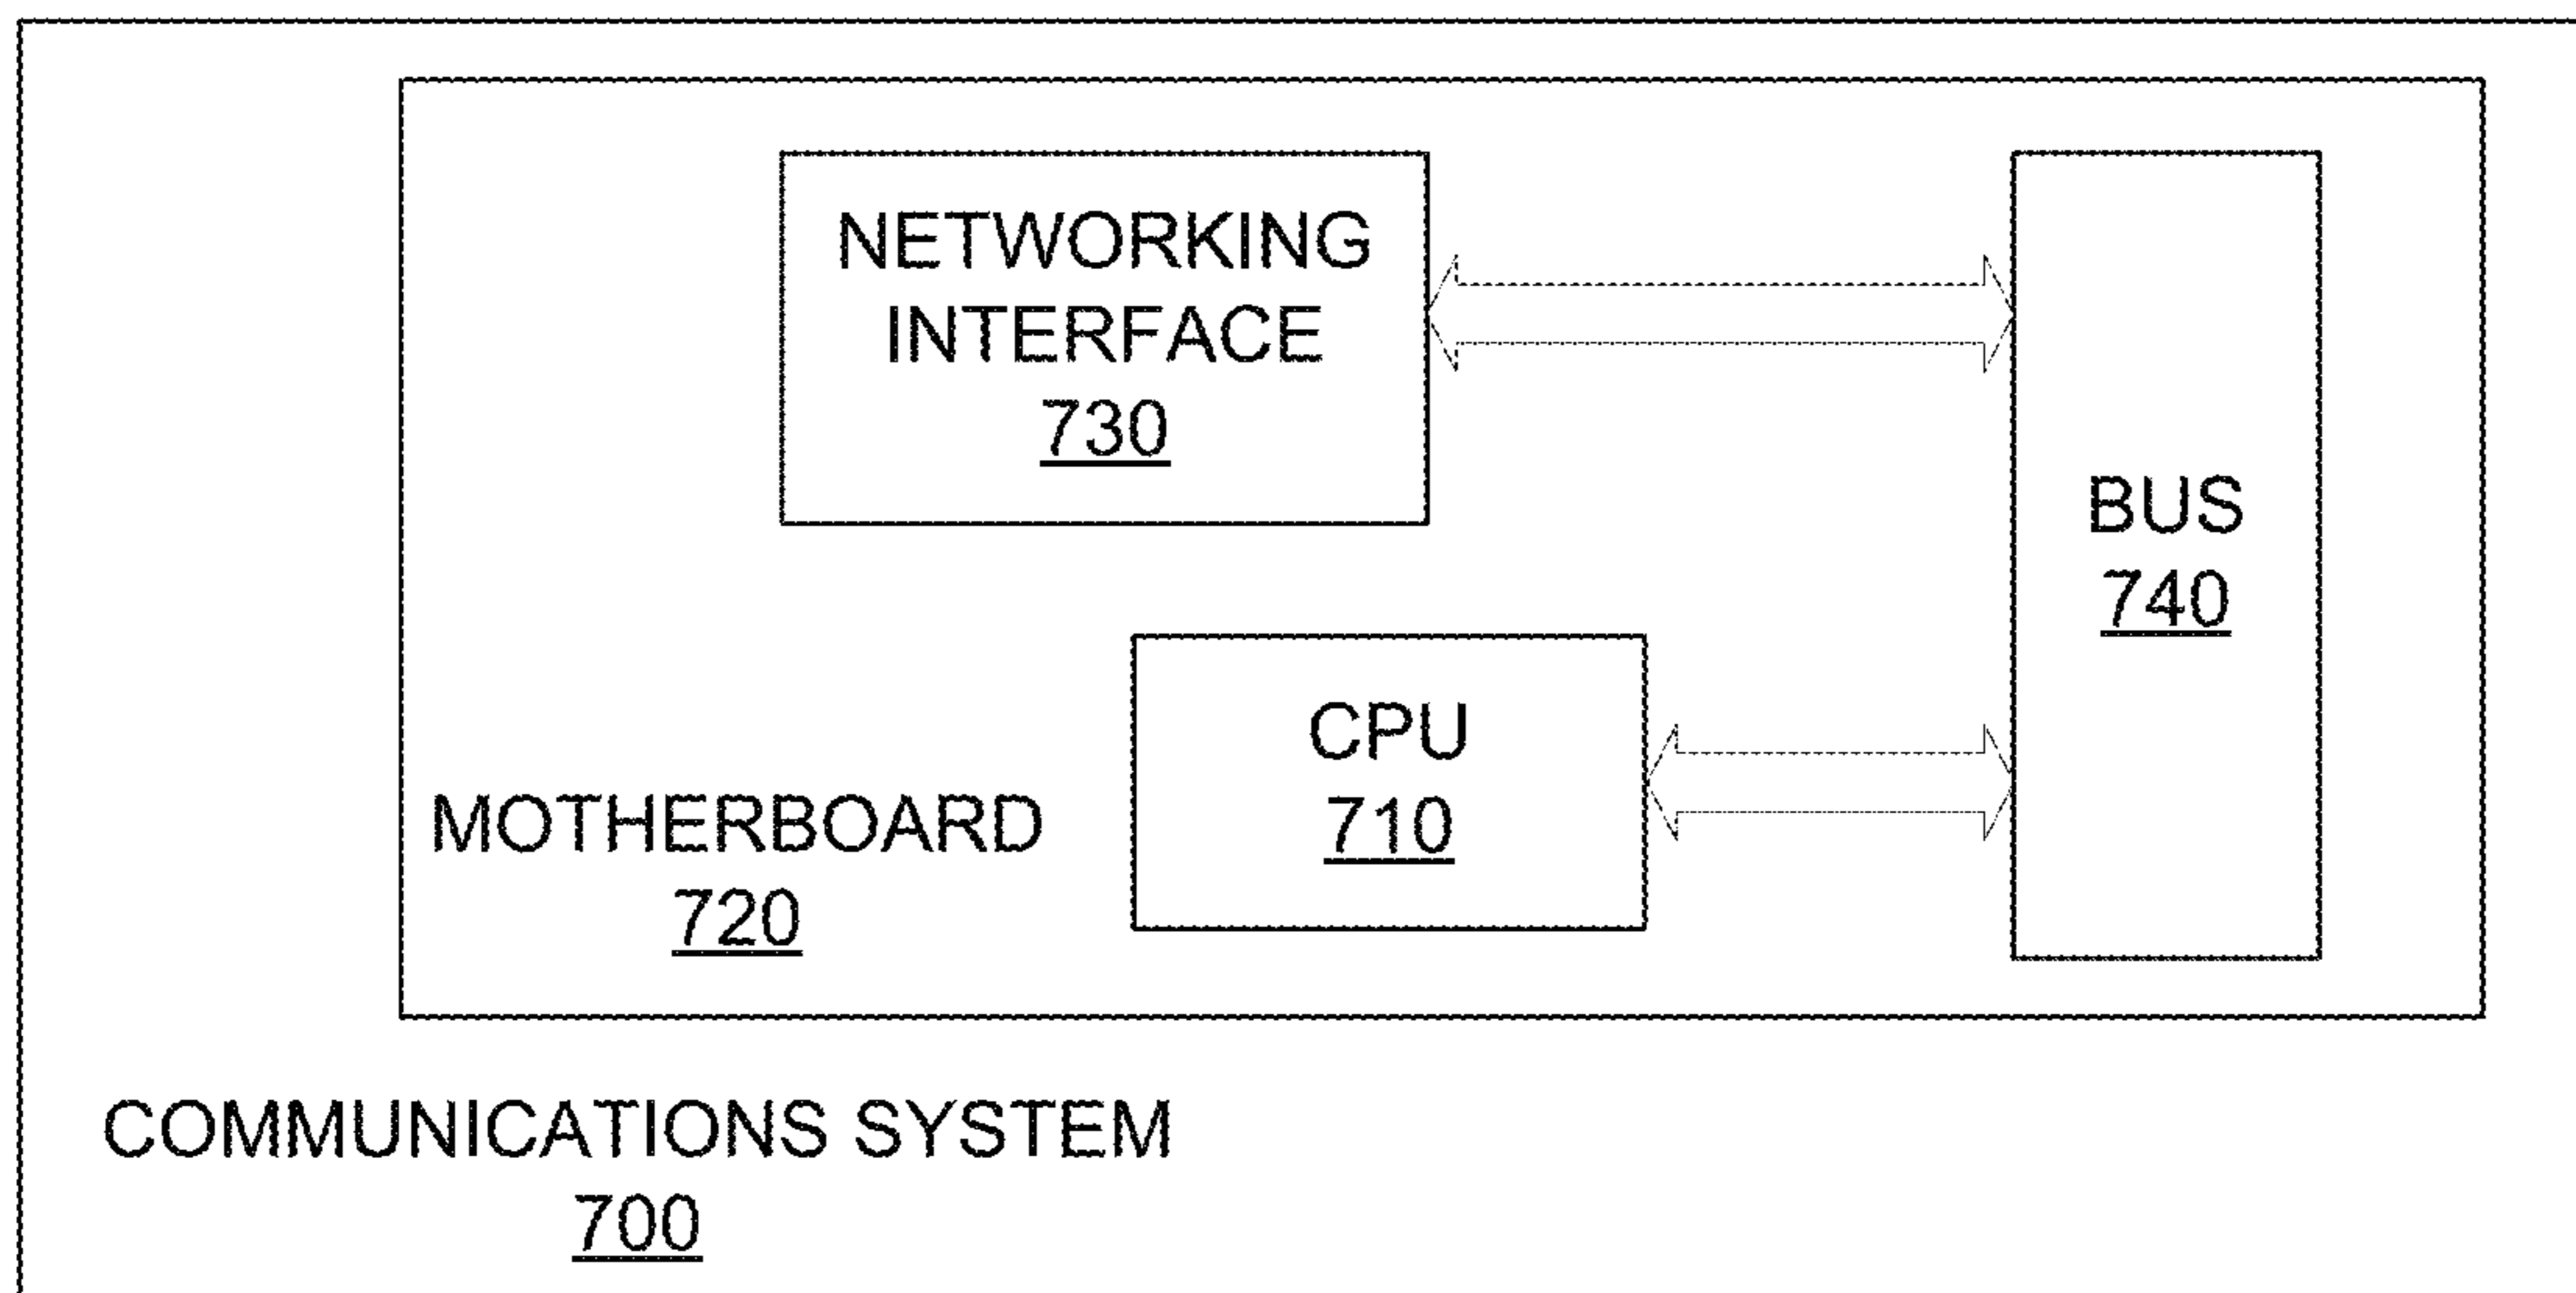 NETWORKING
INTERFACE
730
BUS
740
CPU
710
MOTHERBOARD
720
COMMUNICATIONS SYSTEM
700